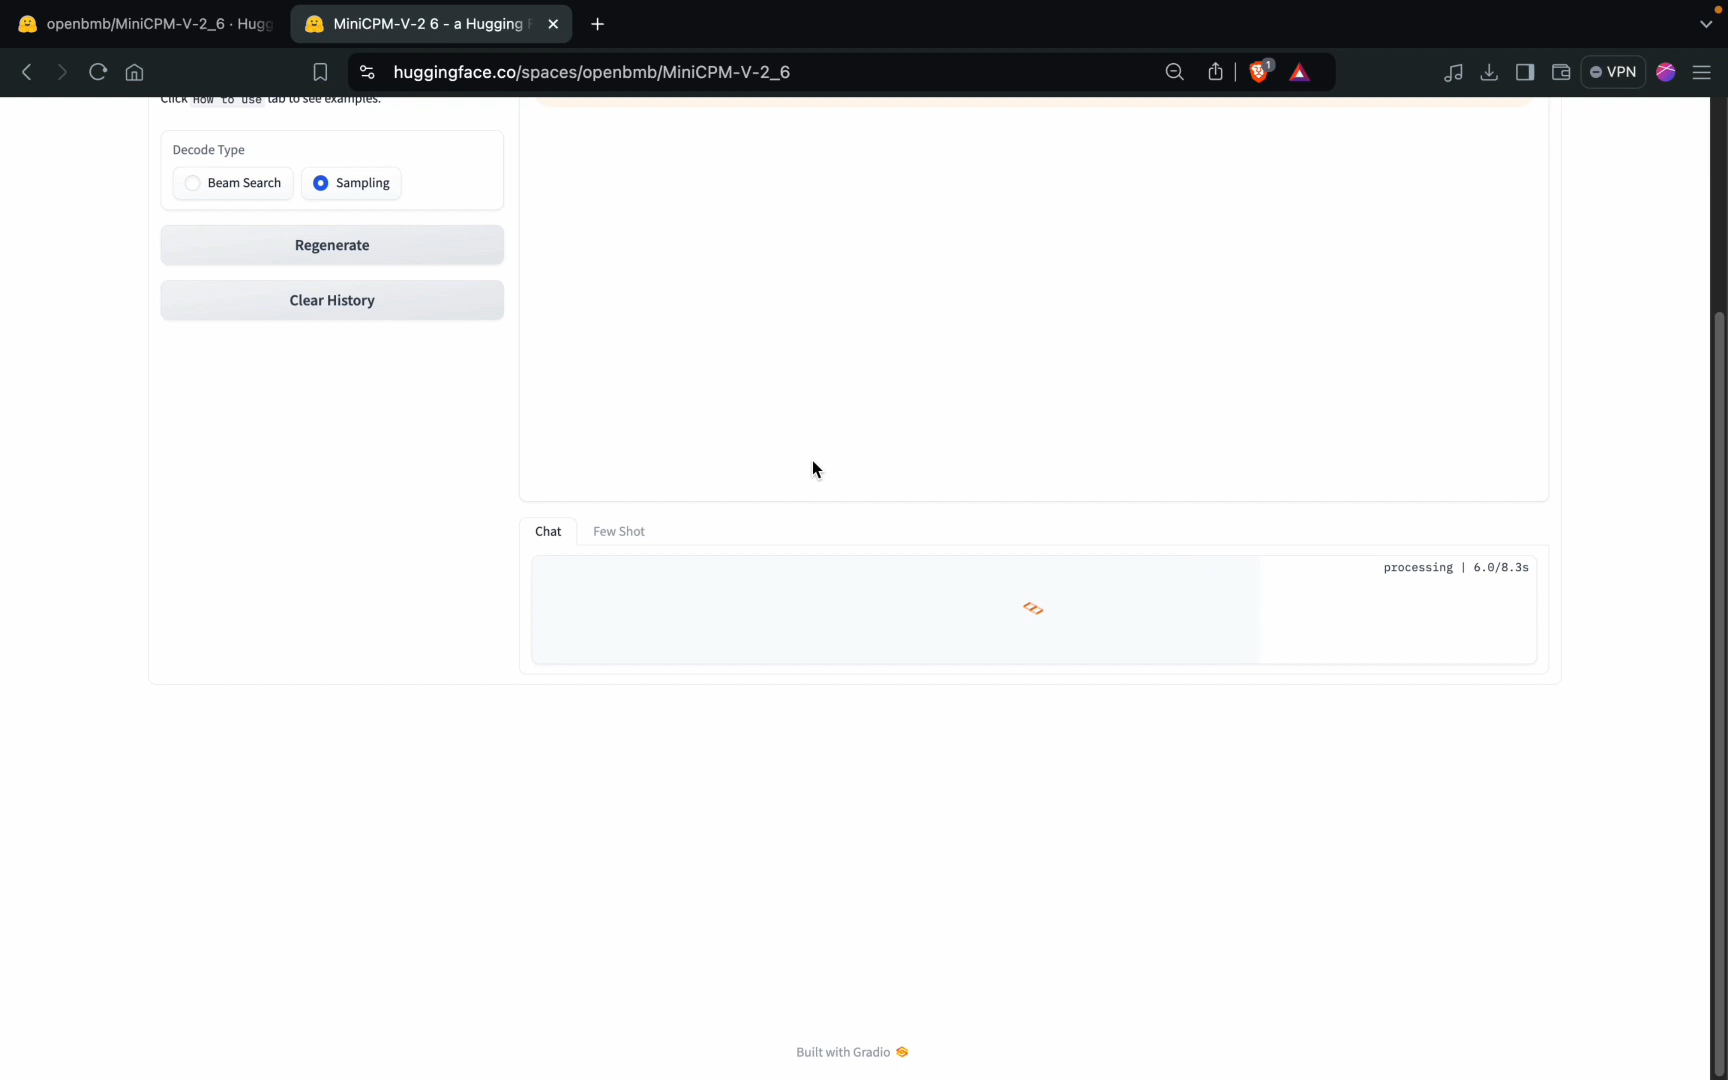 openbmb/MiniCPM-V-2_6 · Hugg
MiniCPM-V-2 6 - a Hugging F
huggingface.co/spaces/openbmb/MiniCPM-V-2_6
1
VPN
Click How to use tab to see examples.
Decode Type
Beam Search
Sampling
Regenerate
Clear History
Chat
Few Shot
processing | 6.0/8.3s
Built with Gradio